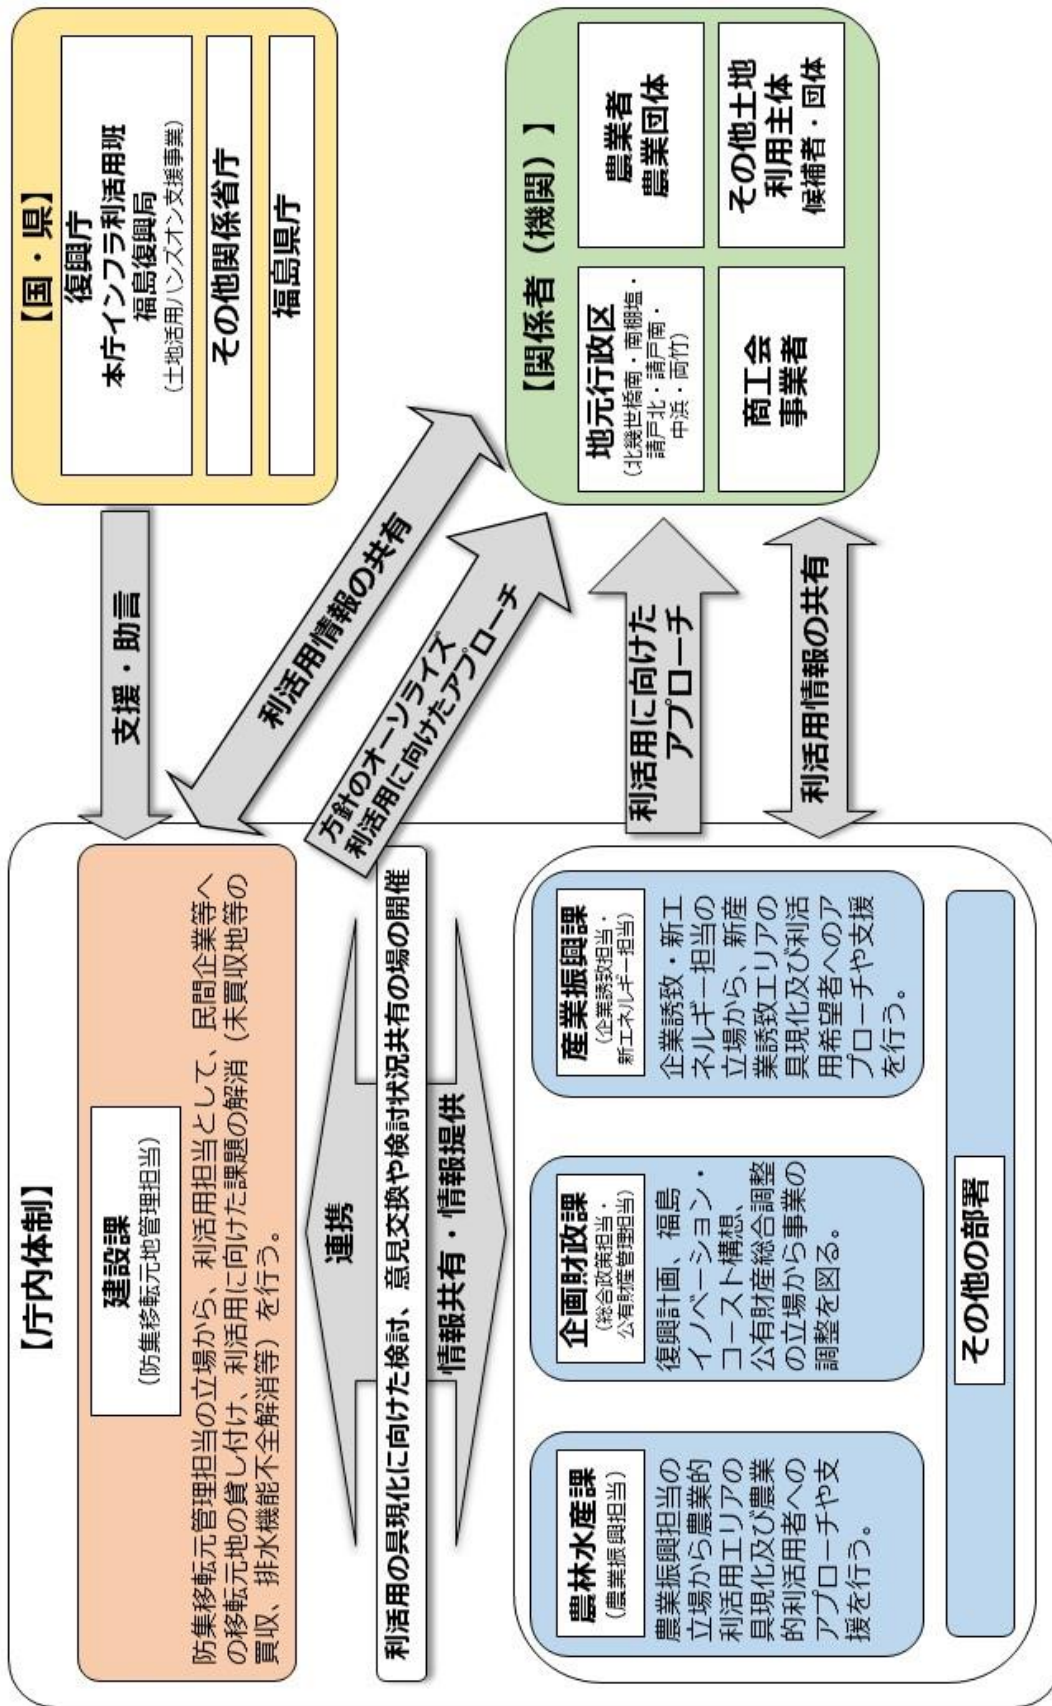 【庁内体制】
建設課
（防集移転元地管理担当）
防集移転元地管理担当の立場から、利活用担当として、民間企業等へ
の移転元地の貸し付け、利活用に向けた課題の解消（未買収地等の
買収、排水機能不全解消等）を行う。
連携
利活用の具現化に向けた検討、意見交換や検討状況共有の場の開催
情報共有・情報提供
農林水産課
（農業振興担当）
農業振興担当の
立場から農業的
利活用エリアの
具現化及び農業
的利活用者への
アプローチや支
援を行う。
企画財政課
（総合政策担当・
公有財産管理担当）
復興計画、福島
イノベーション・
コースト構想、
公有財産総合調整
の立場から事業の
調整を図る。
産業振興課
（企業誘致担当・
新エネルギー担当）
企業誘致・新エ
ネルギー担当の
立場から、新産
業誘致エリアの
具現化及び利活
用希望者へのア
プローチや支援
を行う。
その他の部署
支援・助言
利活用情報の共有
方針のオーソライズ
利活用に向けたアプローチ
利活用に向けた
アプローチ
利活用情報の共有
【国・県】
復興庁
本庁インフラ利活用班
福島復興局
（土地活用ハンズオン支援事業）
その他関係省庁
福島県庁
【関係者（機関）】
地元行政区
（北幾世橋南・南棚塩・
請戸北・請戸南・
中浜・両竹）
農業者
農業団体
商工会
事業者
その他土地
利用主体
候補者・団体